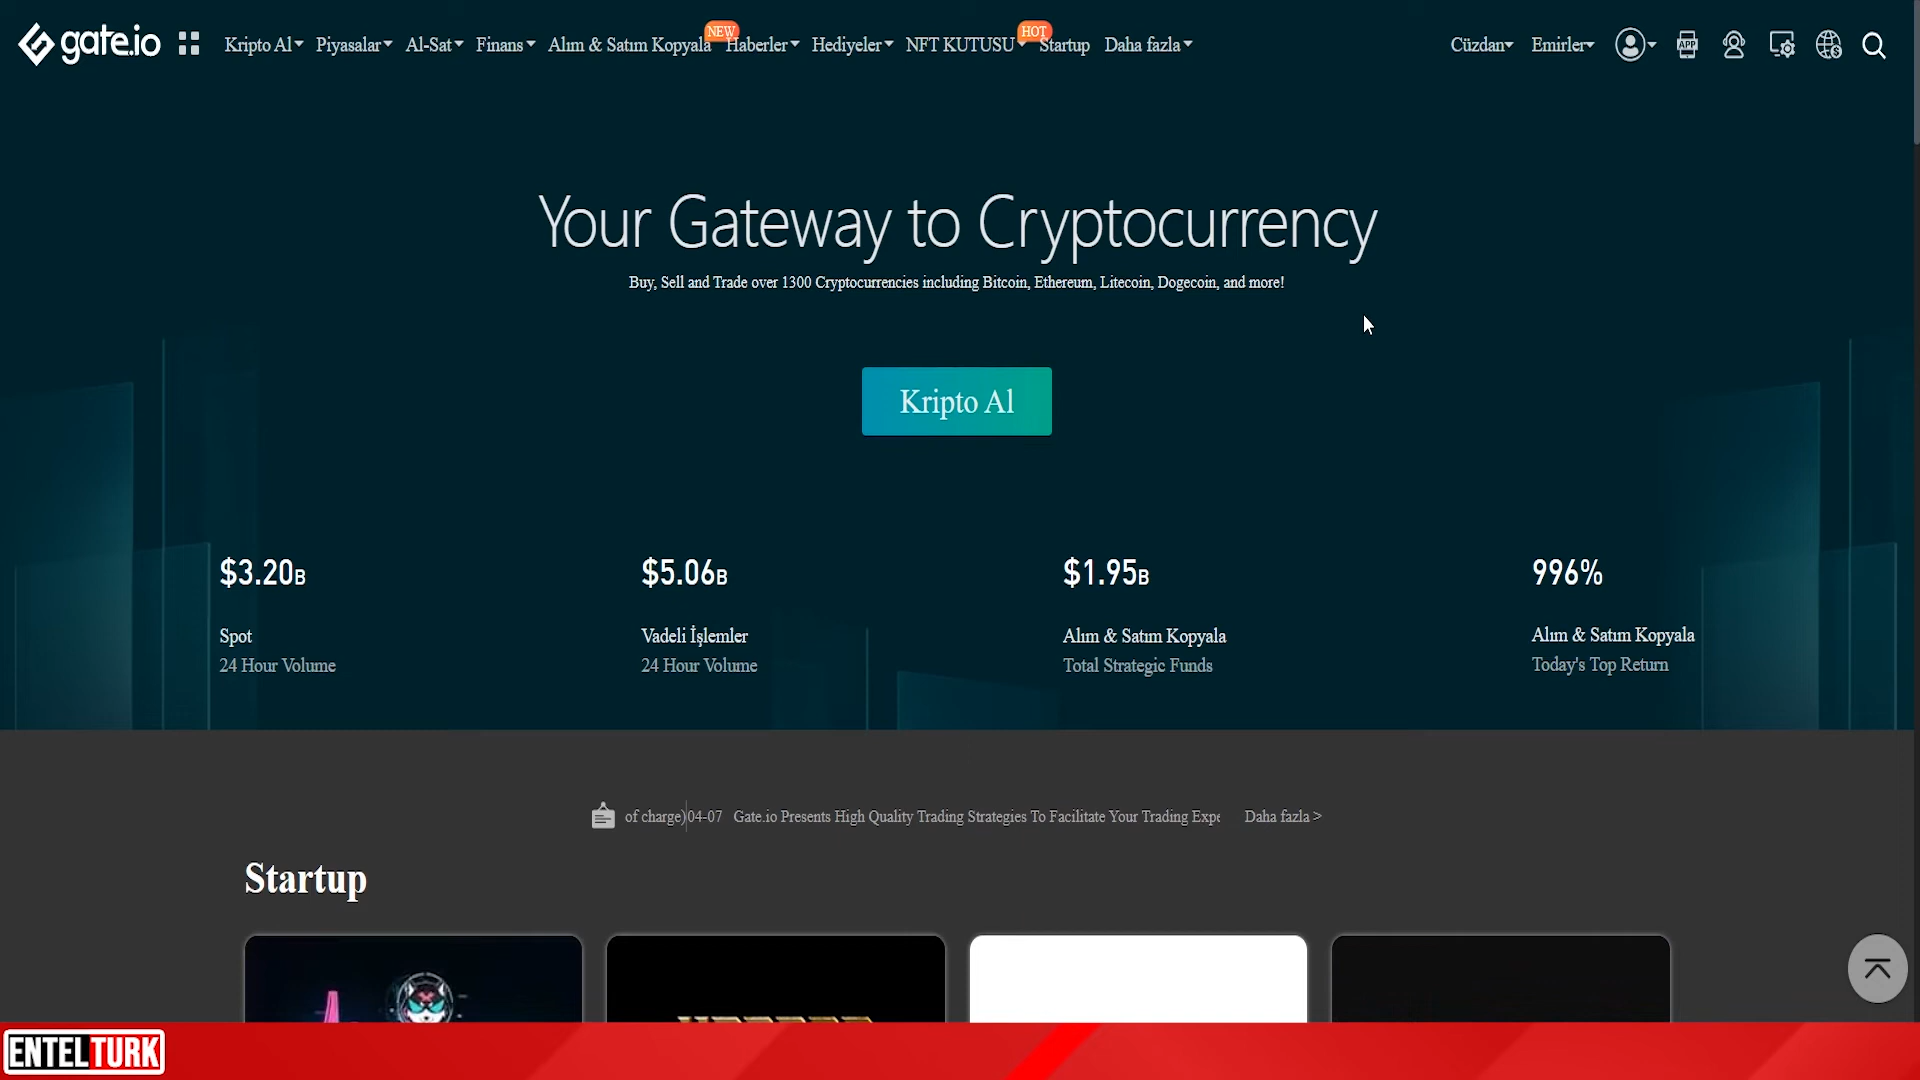 gate.io
Kripto Al
Piyasalar
Al-Sat
Finans
Alım & Satım Kopyala
NEW
Haberler
Hediyeler
NFT KUTUSU
HOT
Startup
Daha fazla
Cüzdan
Emirler
APP
Your Gateway to Cryptocurrency
Buy, Sell and Trade over 1300 Cryptocurrencies including Bitcoin, Ethereum, Litecoin, Dogecoin, and more!
Kripto Al
$3.20B
$5.06B
$1.95B
996%
Spot
Vadeli İşlemler
Alım & Satım Kopyala
Alım & Satım Kopyala
24 Hour Volume
24 Hour Volume
Total Strategic Funds
Today's Top Return
of charge) 04-07 Gate.io Presents High Quality Trading Strategies To Facilitate Your Trading Expe
Daha fazla >
Startup
ENTELTURK